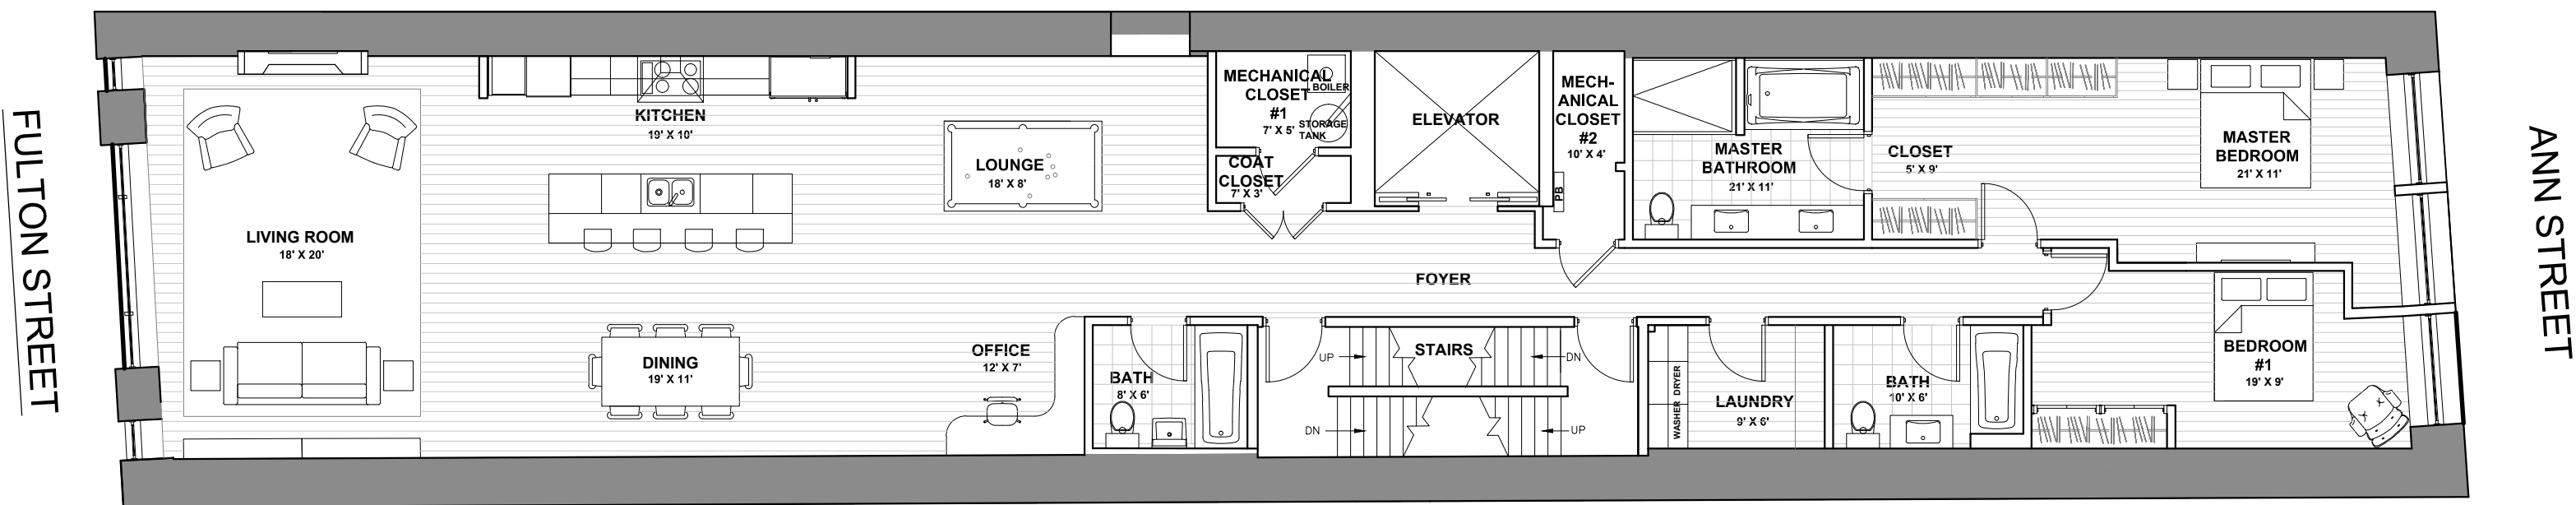 FULTON STREET
LIVING ROOM
18' X 20'
KITCHEN
19' X 10'
DINING
19' X 11'
LOUNGE
18' X 8'
OFFICE
12' X 7'
MECHANICAL
CLOSET
#1
7' X 5'
BOILER
STORAGE
TANK
COAT
CLOSET
7' X 3'
ELEVATOR
MECH-
ANICAL
CLOSET
#2
10' X 4'
PB
FOYER
BATH
8' X 6'
STAIRS
UP
DN
DN
UP
WASHER DRYER
LAUNDRY
9' X 6'
BATH
10' X 6'
MASTER
BATHROOM
21' X 11'
CLOSET
5' X 9'
MASTER
BEDROOM
21' X 11'
BEDROOM
#1
19' X 9'
ANN STREET